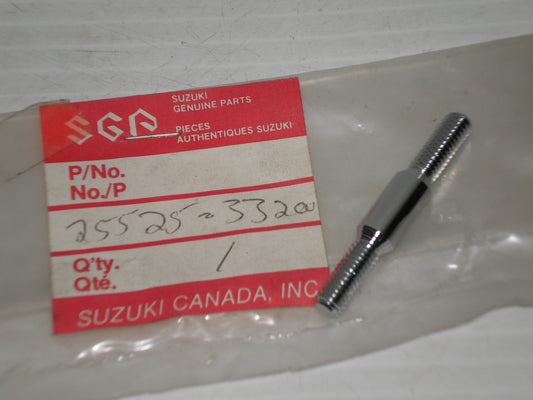 SUZUKI
GENUINE PARTS
SGP
PIECES
AUTHENTIQUES SUZUKI
P/No.
No./P
25525-33200
Q'ty.
Qté.
1
SUZUKI CANADA, INC